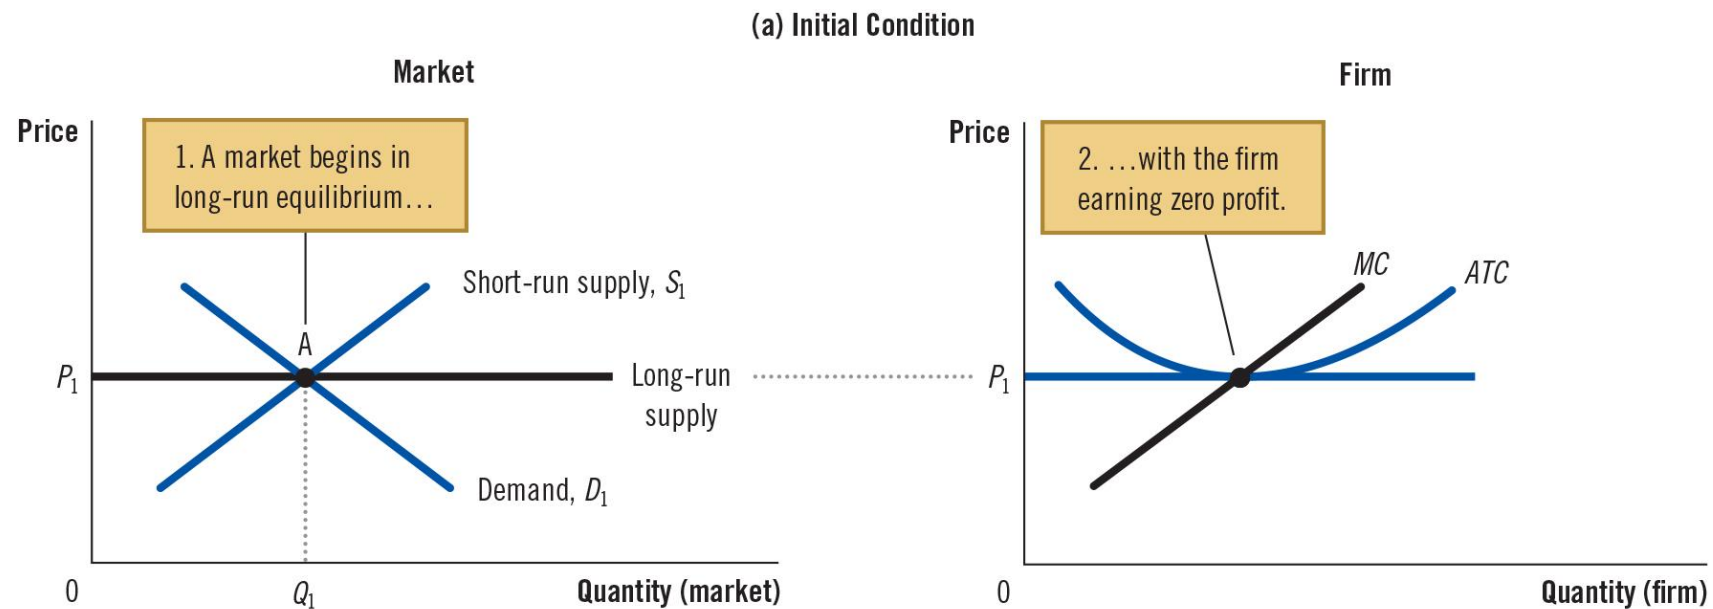 (a) Initial Condition
Market
Price
1. A market begins in
long-run equilibrium…
Short-run supply, S₁
A
P₁
Long-run
supply
Demand, D₁
0
Q₁
Quantity (market)
Firm
Price
2. …with the firm
earning zero profit.
MC
ATC
P₁
0
Quantity (firm)